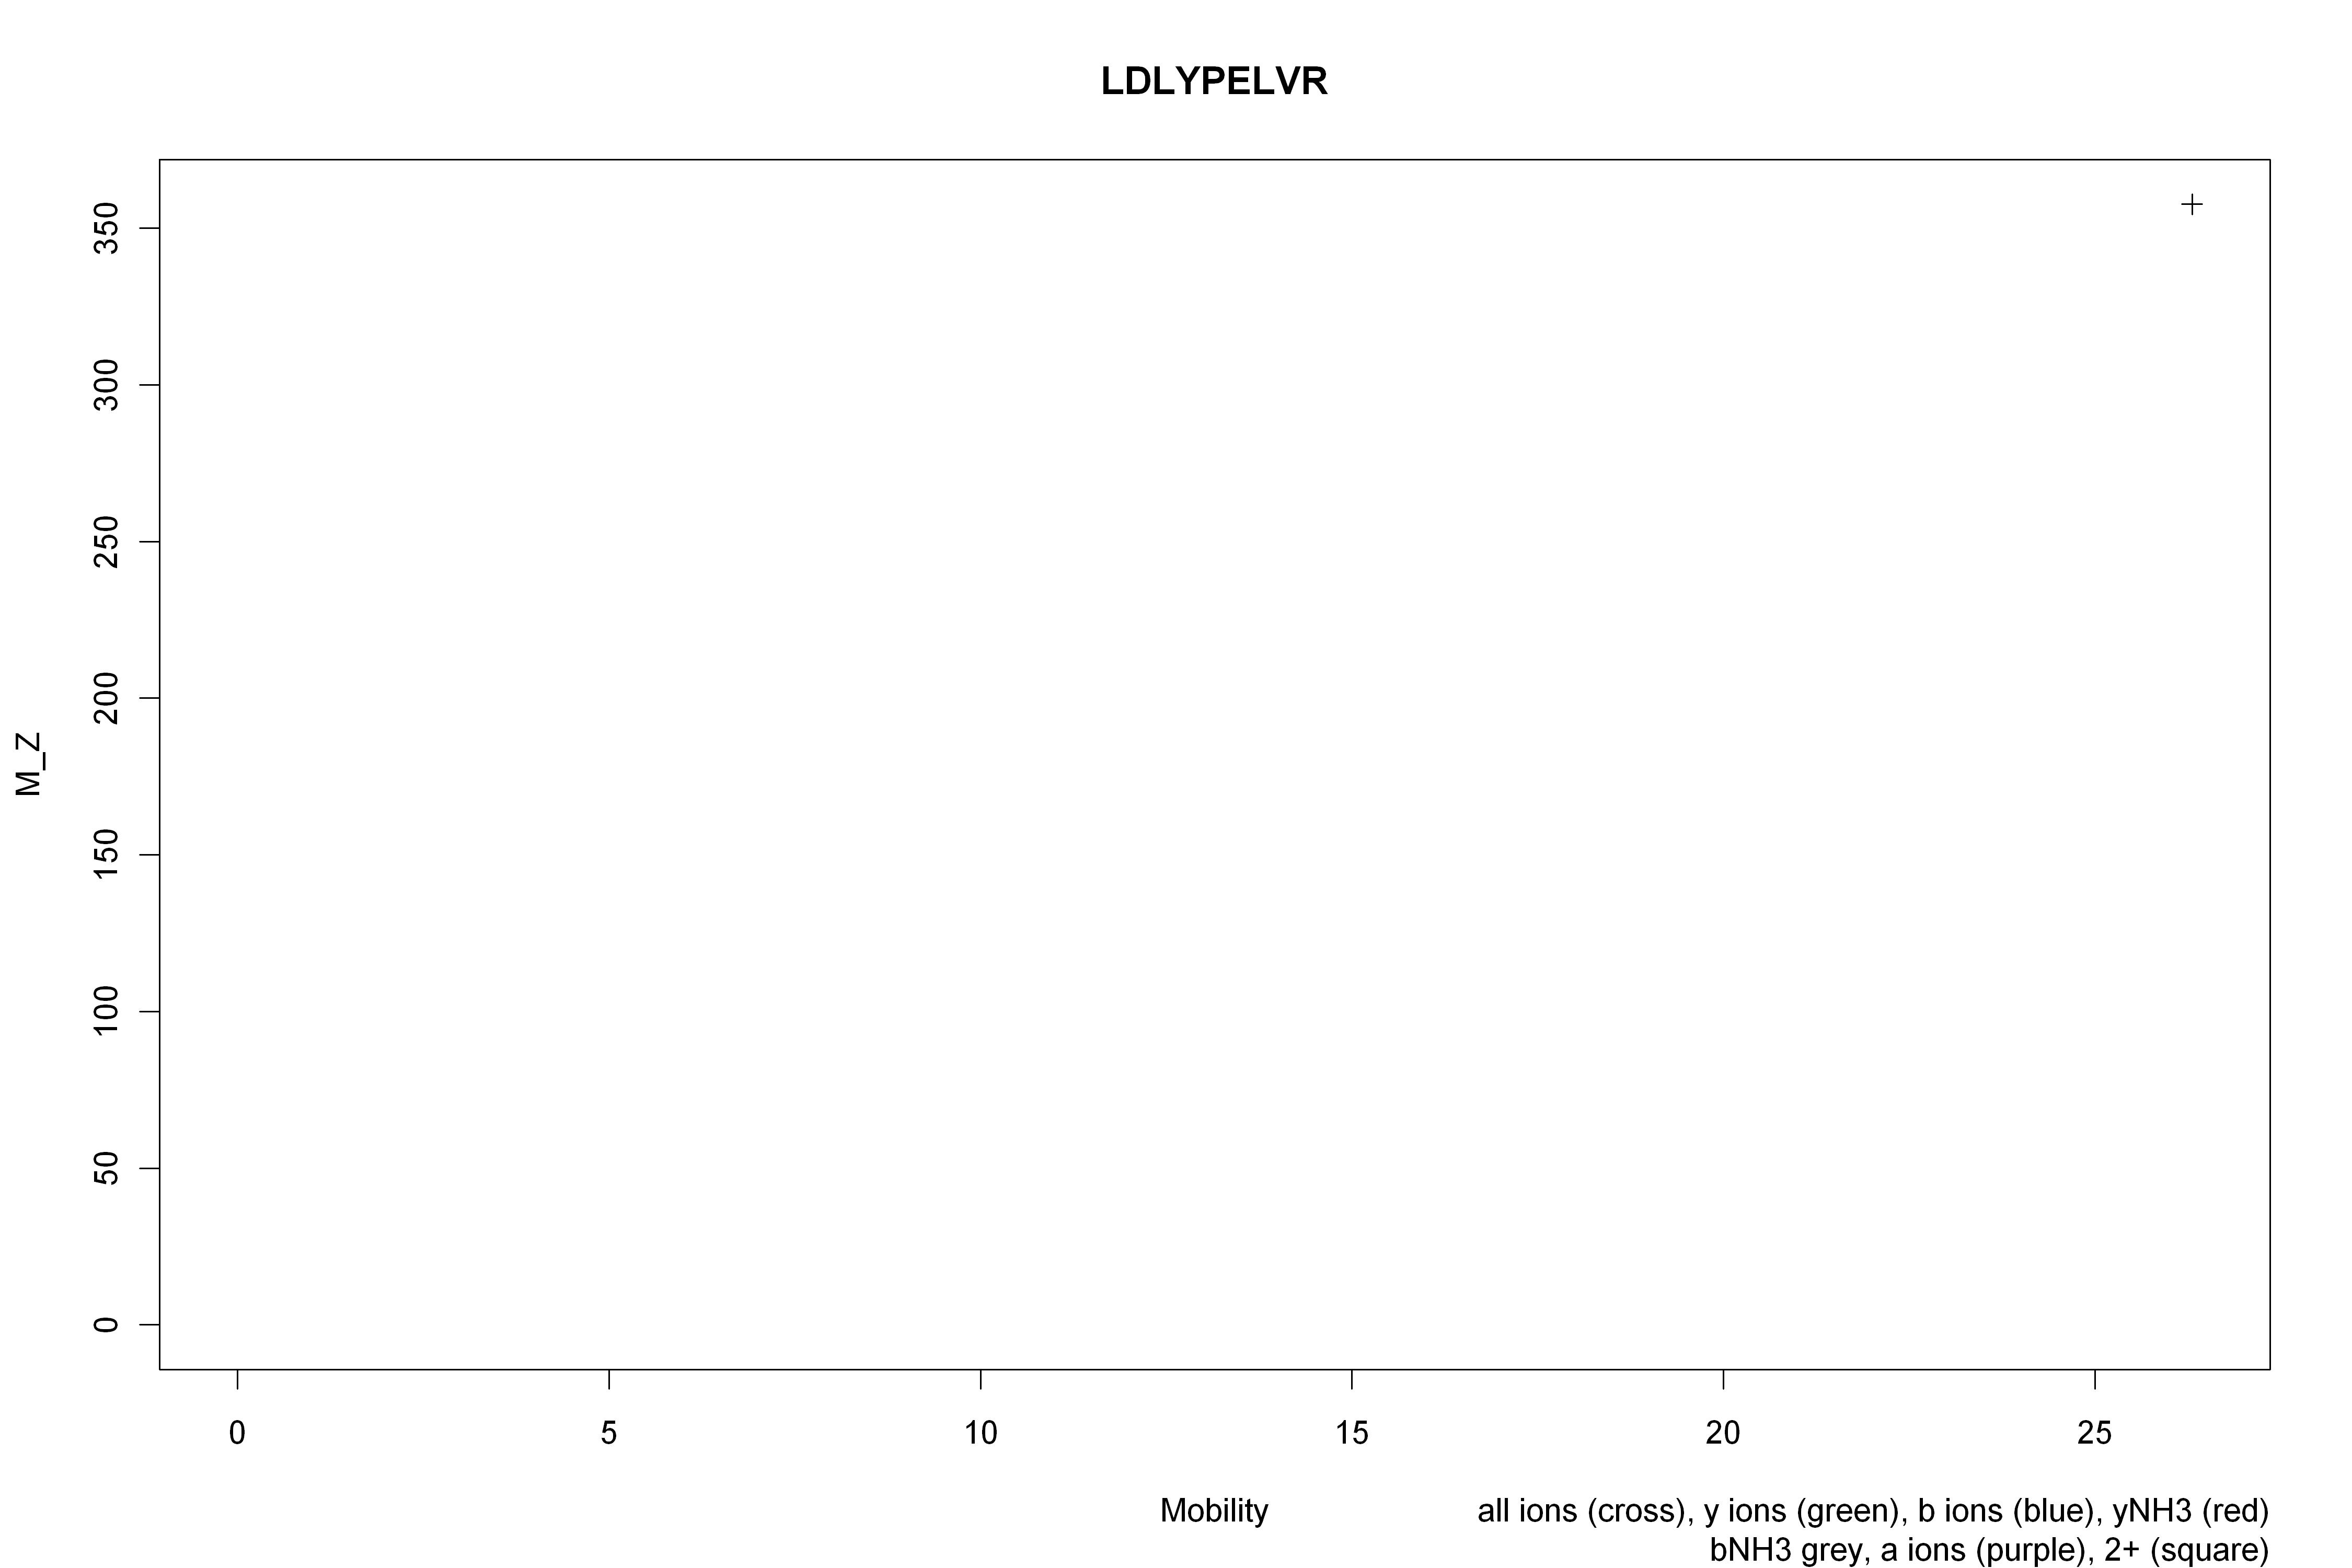 LDLYPELVR
350
300
250
200
150
100
50
0
M_Z
0 5 10 15 20 25
Mobility
all ions (cross), y ions (green), b ions (blue), yNH3 (red)
bNH3 grey, a ions (purple), 2+ (square)